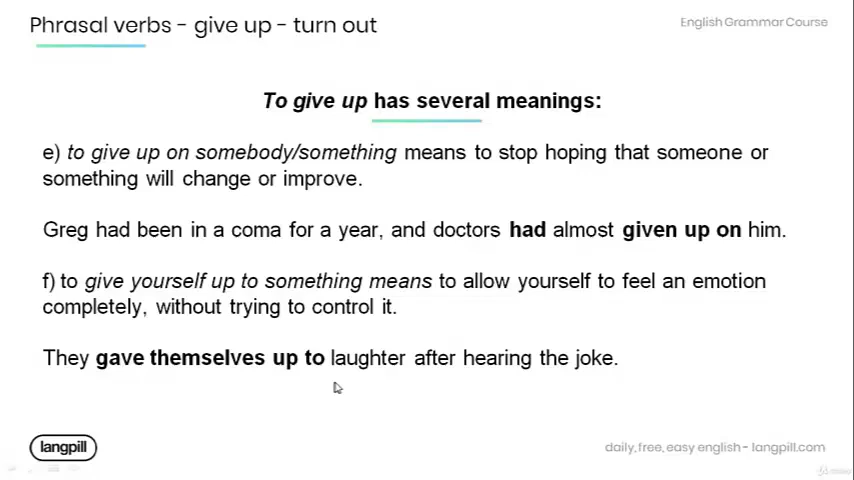 Phrasal verbs - give up - turn out
English Grammar Course
To give up has several meanings:
e) to give up on somebody/something means to stop hoping that someone or
something will change or improve.
Greg had been in a coma for a year, and doctors had almost given up on him.
f) to give yourself up to something means to allow yourself to feel an emotion
completely, without trying to control it.
They gave themselves up to laughter after hearing the joke.
langpill
daily, free, easy english - langpill.com